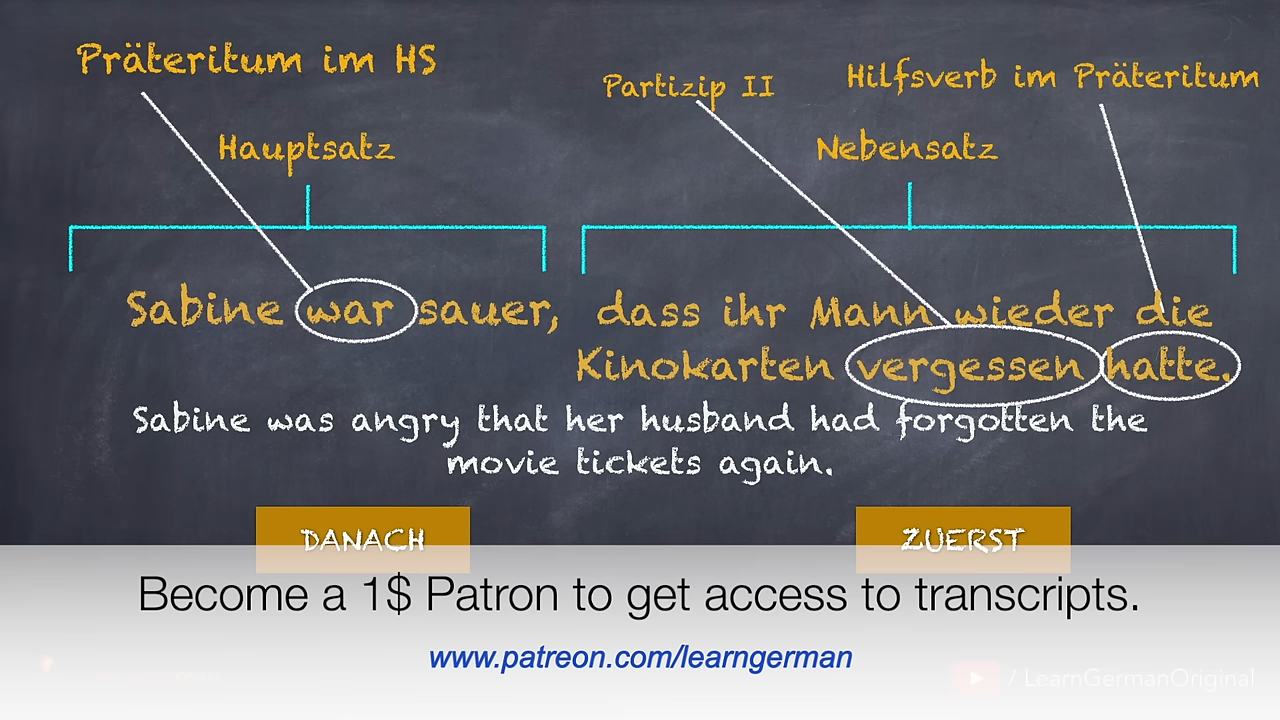 Präteritum im HS
Partizip II
Hilfsverb im Präteritum
Hauptsatz
Nebensatz
Sabine war sauer,
dass ihr Mann wieder die
Kinokarten vergessen hatte.
Sabine was angry that her husband had forgotten the
movie tickets again.
DANACH
ZUERST
Become a 1$ Patron to get access to transcripts.
www.patreon.com/learngerman
/ LearnGermanOriginal